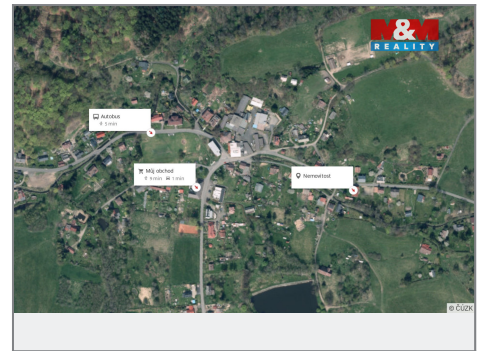 M&M
REALITY
Autobus
3 min
Můj obchod
9 min 1 min
Nemovitost
© ČÚZK